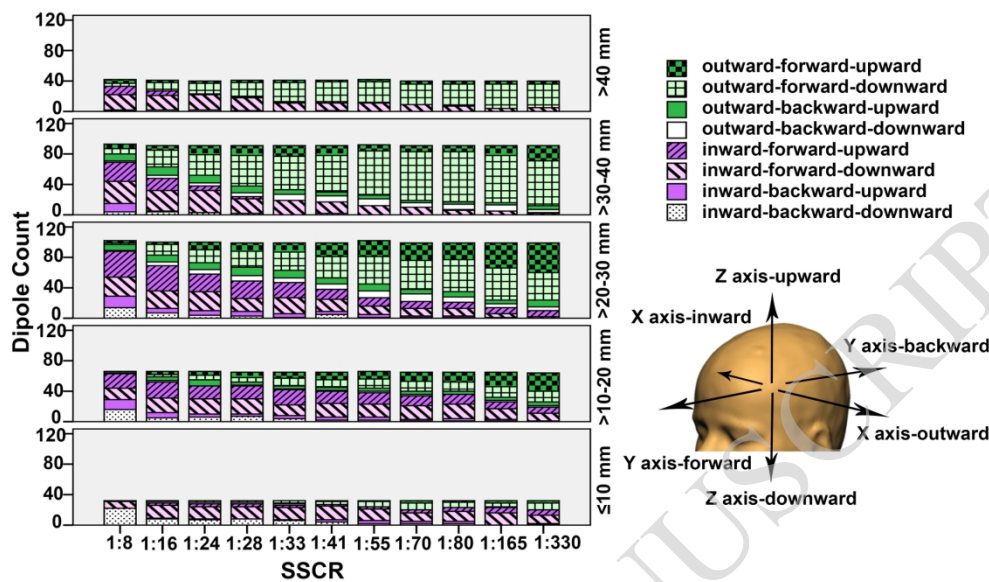 120
80
40
0
>40 mm
120
80
40
0
>30-40 mm
120
80
40
0
>20-30 mm
120
80
40
0
>10-20 mm
120
80
40
0
≤10 mm
Dipole Count
1:8 1:16 1:24 1:28 1:33 1:41 1:55 1:70 1:80 1:165 1:330
SSCR
outward-forward-upward
outward-forward-downward
outward-backward-upward
outward-backward-downward
inward-forward-upward
inward-forward-downward
inward-backward-upward
inward-backward-downward
Z axis-upward
X axis-inward
Y axis-backward
X axis-outward
Y axis-forward
Z axis-downward
USCRIPT